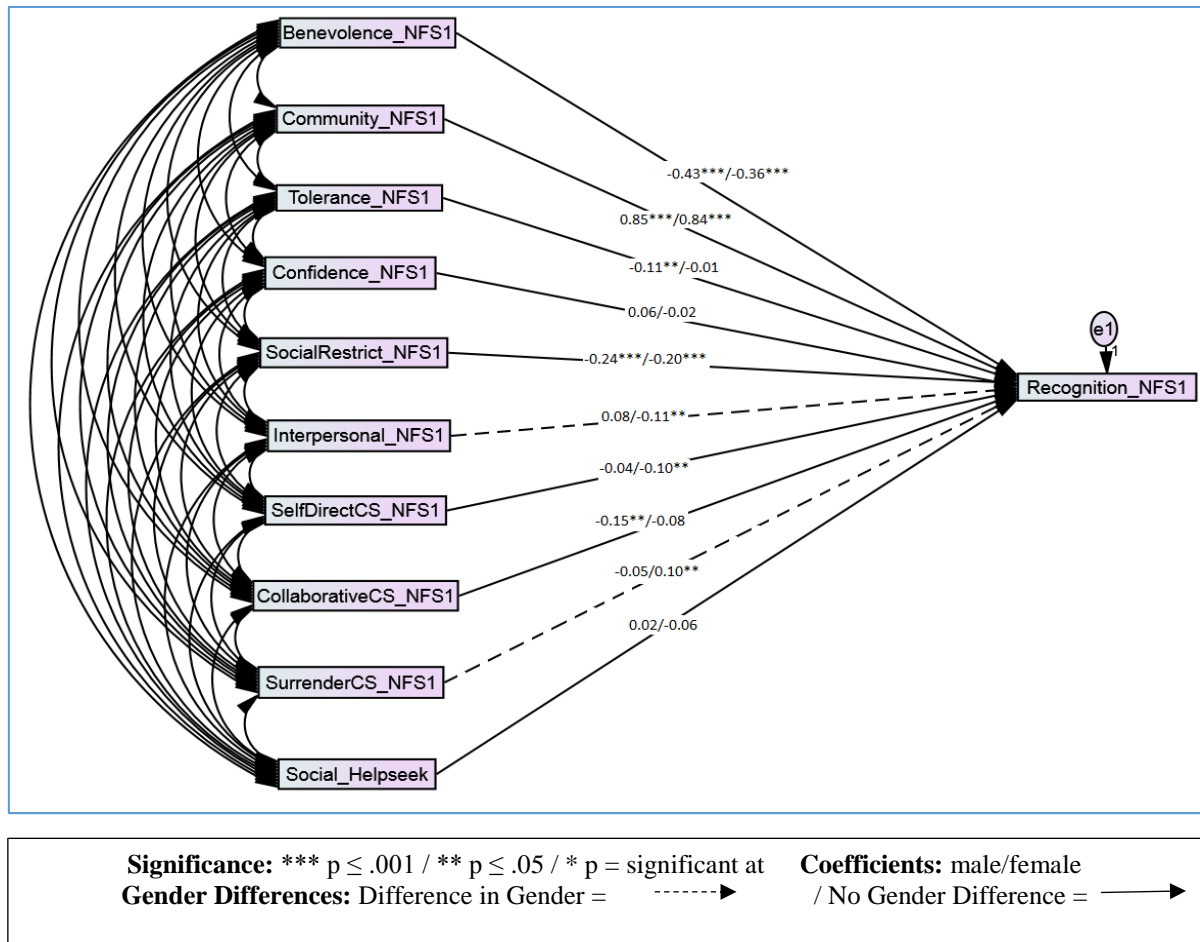 Benevolence_NFS1
Community_NFS1
-0.43***/-0.36***
Tolerance_NFS1
0.85***/0.84***
-0.11**/-0.01
Confidence_NFS1
0.06/-0.02
e1
1
SocialRestrict_NFS1
-0.24***/-0.20***
Recognition_NFS1
0.08/-0.11**
Interpersonal_NFS1
-0.04/-0.10**
SelfDirectCS_NFS1
-0.15**/-0.08
-0.05/0.10**
CollaborativeCS_NFS1
0.02/-0.06
SurrenderCS_NFS1
Social_Helpseek
Significance: *** p ≤ .001 / ** p ≤ .05 / * p = significant at Coefficients: male/female
Gender Differences: Difference in Gender = / No Gender Difference =